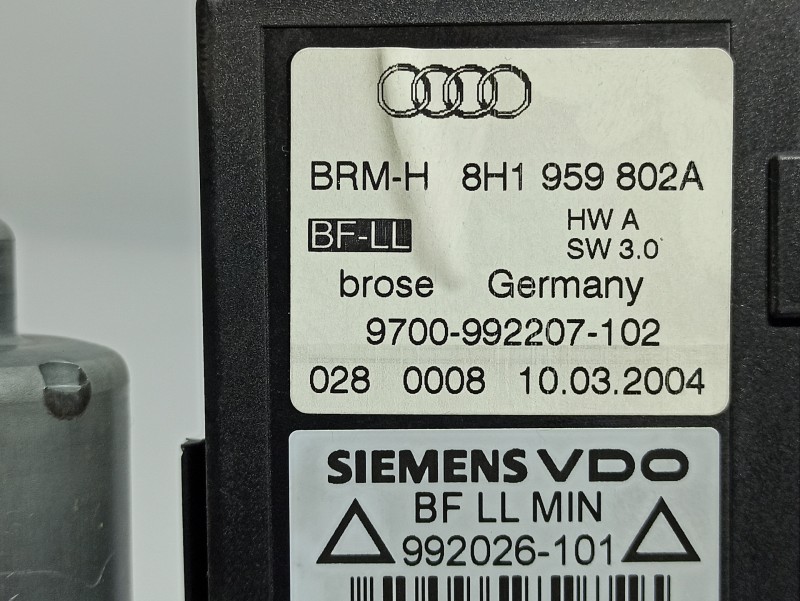 BRM-H 8H1 959 802A
BF-LL HW A
SW 3.0
brose Germany
9700-992207-102
028 0008 10.03.2004
SIEMENS VDO
BF LL MIN
992026-101